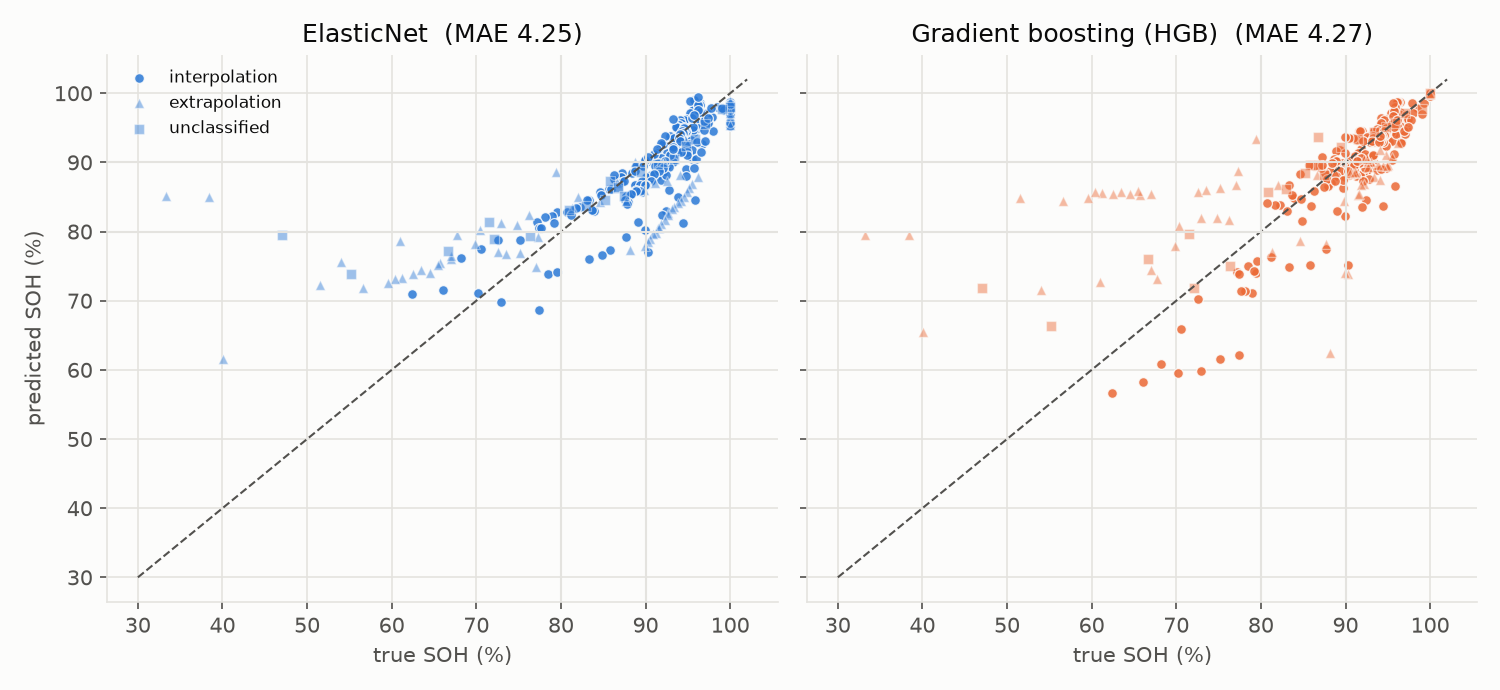 ElasticNet  (MAE 4.25)
Gradient boosting (HGB)  (MAE 4.27)
interpolation
extrapolation
unclassified
predicted SOH (%)
100
90
80
70
60
50
40
30
30 40 50 60 70 80 90 100
30 40 50 60 70 80 90 100
true SOH (%)
true SOH (%)